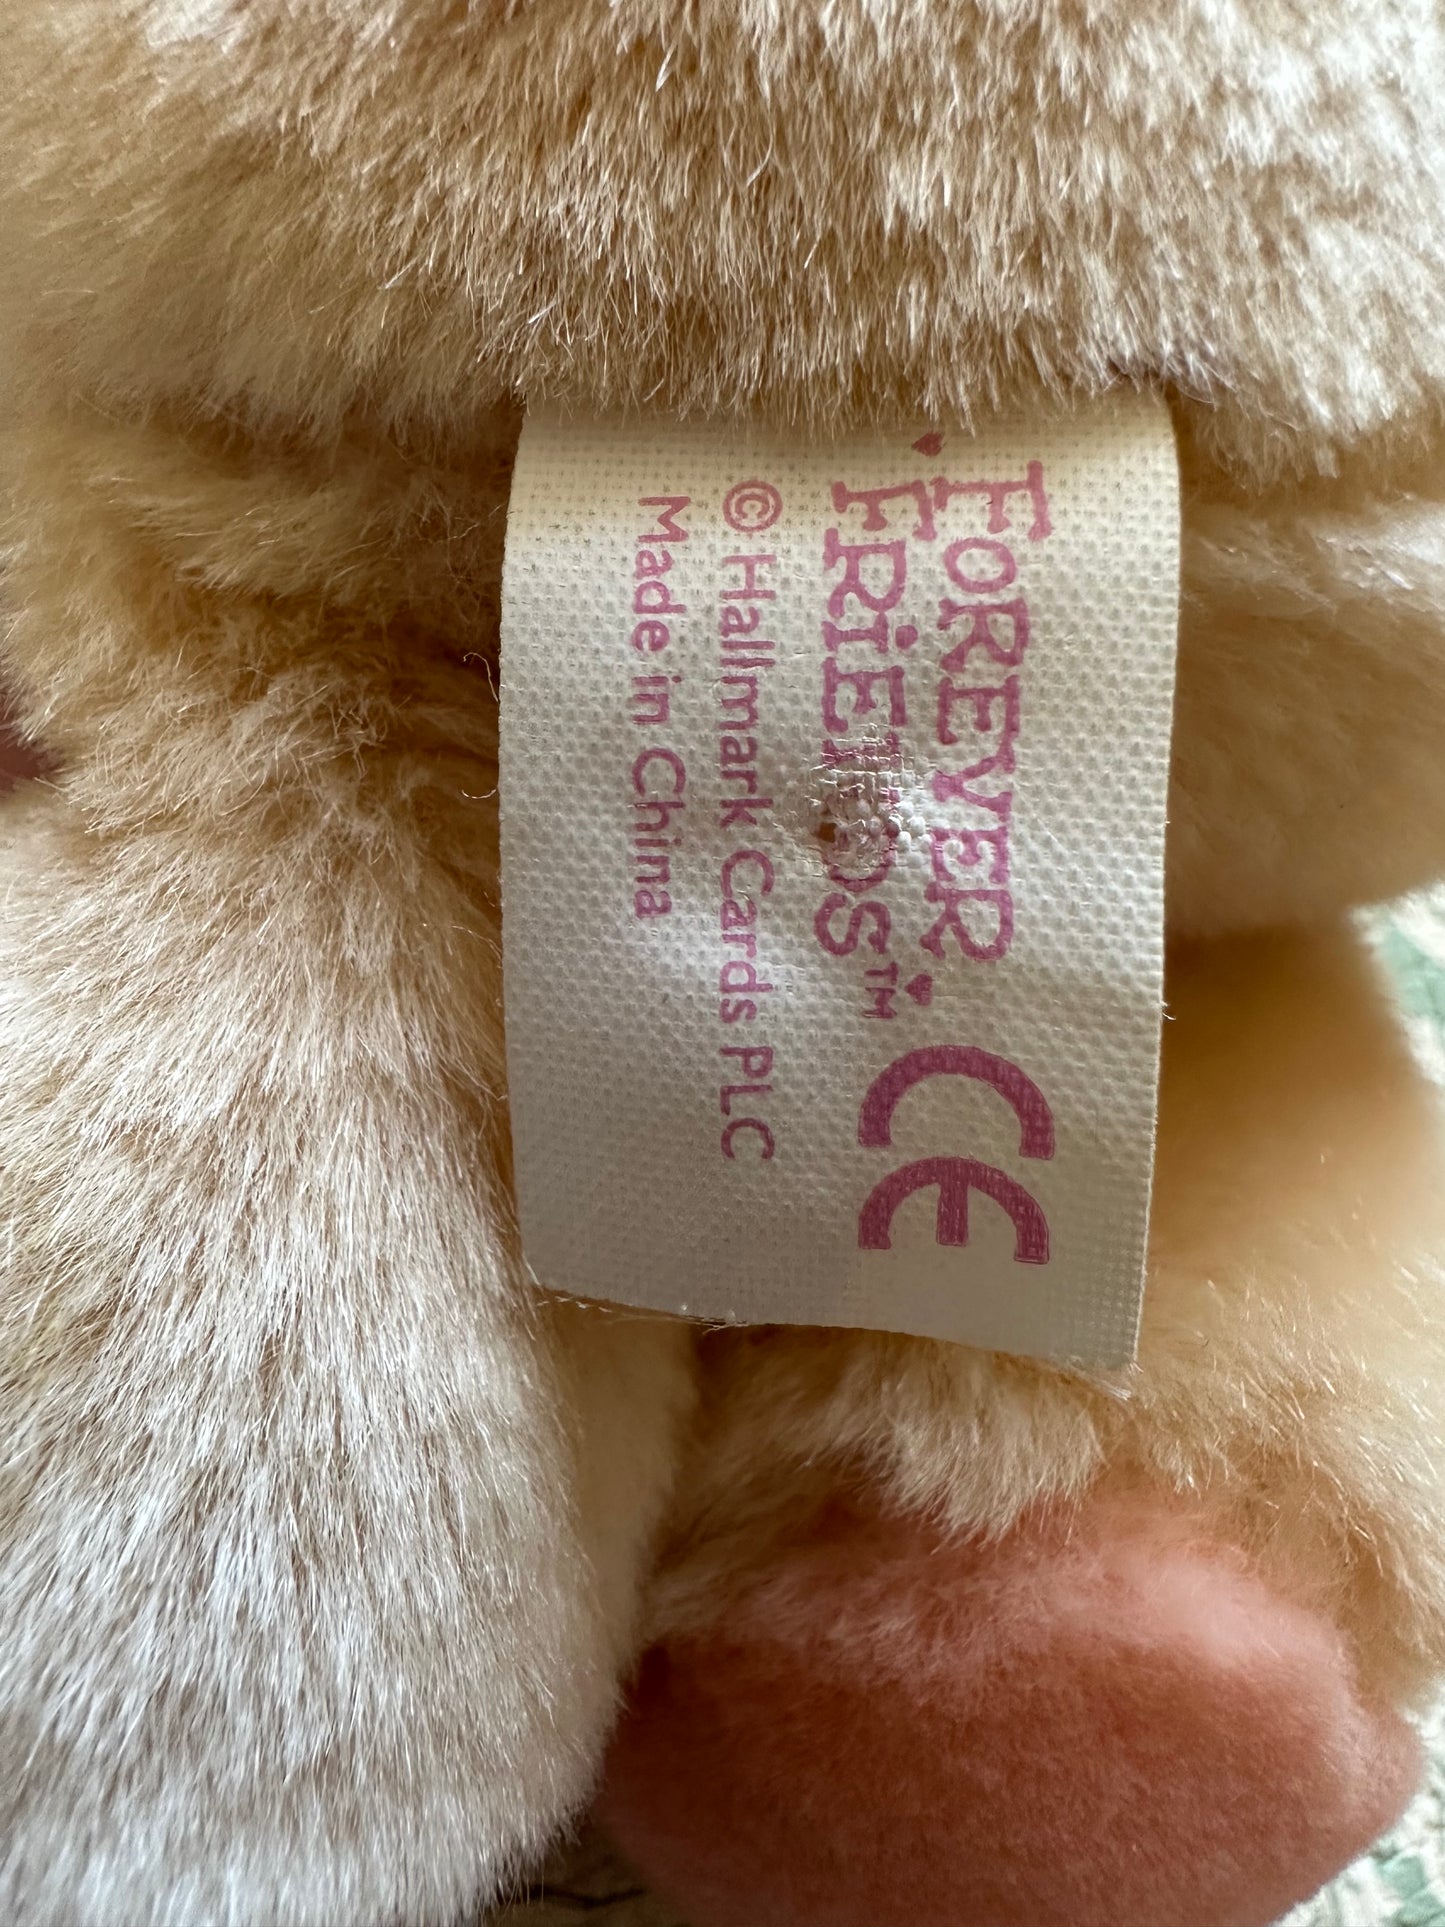 ♥ FOREVER ♥
FRiENDS™
© Hallmark Cards PLC
Made in China
CE